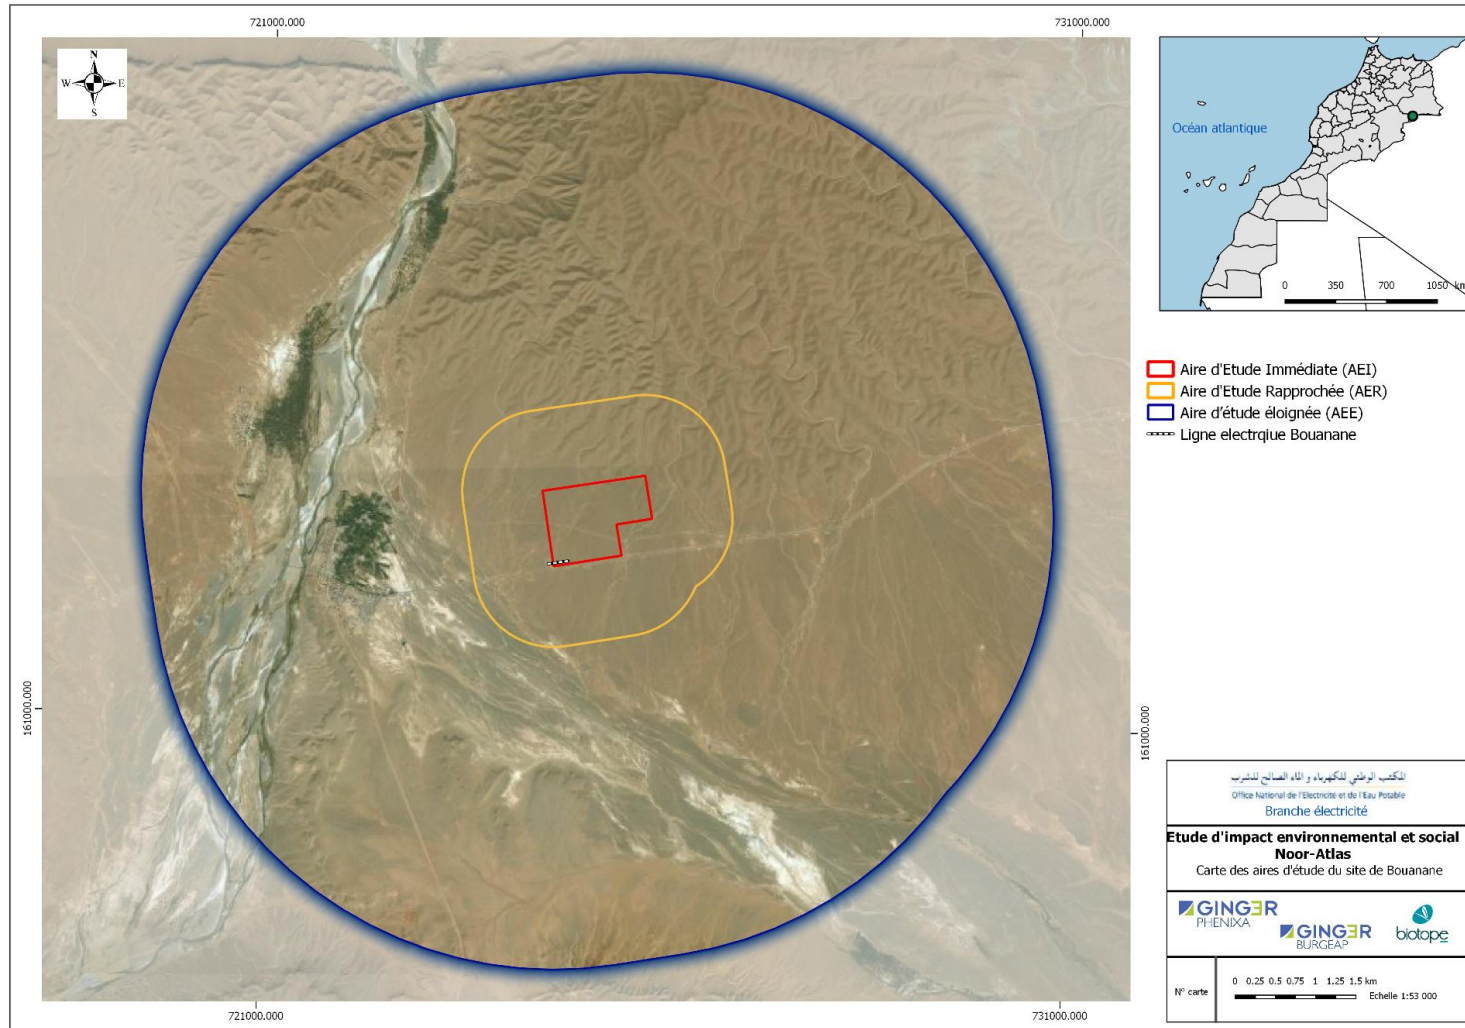 721000.000
731000.000
N
W
E
S
Océan atlantique
0 350 700 1050 km
Aire d'Etude Immédiate (AEI)
Aire d'Etude Rapprochée (AER)
Aire d'étude éloignée (AEE)
Ligne electrqiue Bouanane
161000.000
161000.000
المكتب الوطني للكهرباء و الماء الصالح للشرب
Office National de l'Electricité et de l'Eau Potable
Branche électricité
Etude d'impact environnemental et social
Noor-Atlas
Carte des aires d'étude du site de Bouanane
GINGER
PHENIXA
GINGER
BURGEAP
biotope
N° carte
0 0.25 0.5 0.75 1 1.25 1.5 km
Echelle 1:53 000
721000.000
731000.000